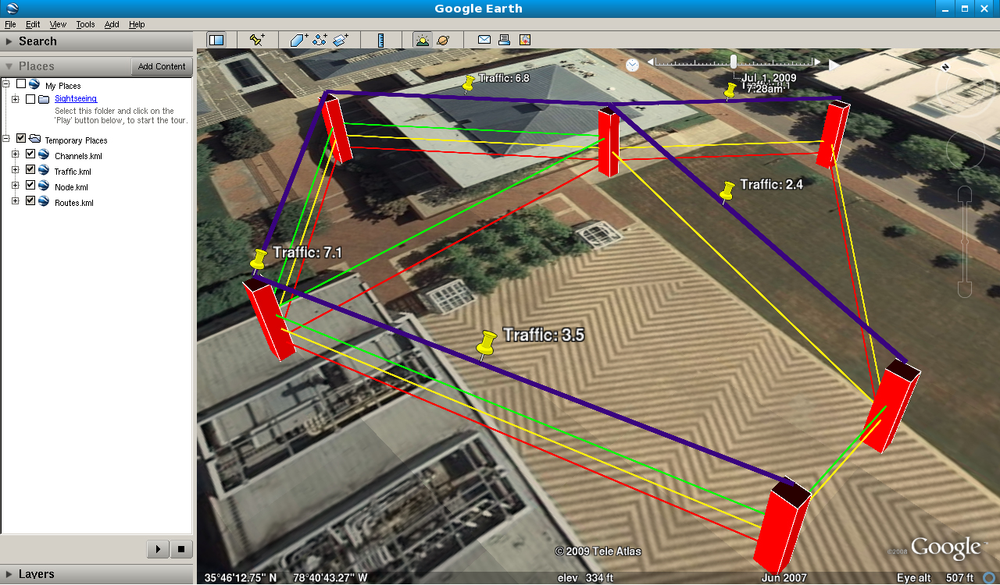 Google Earth
File Edit View Tools Add Help
Search
Places
Add Content
My Places
Sightseeing
Select this folder and click on the
'Play' button below, to start the tour.
Temporary Places
Channels.kml
Traffic.kml
Node.kml
Routes.kml
Layers
N
Jul 1, 2009
7:28am
Traffic: 6.8
Traffic: 2.4
Traffic: 7.1
Traffic: 3.5
© 2009 Tele Atlas
©2008 Google™
35°46'12.75" N 78°40'43.27" W elev 334 ft Jun 2007 Eye alt 507 ft